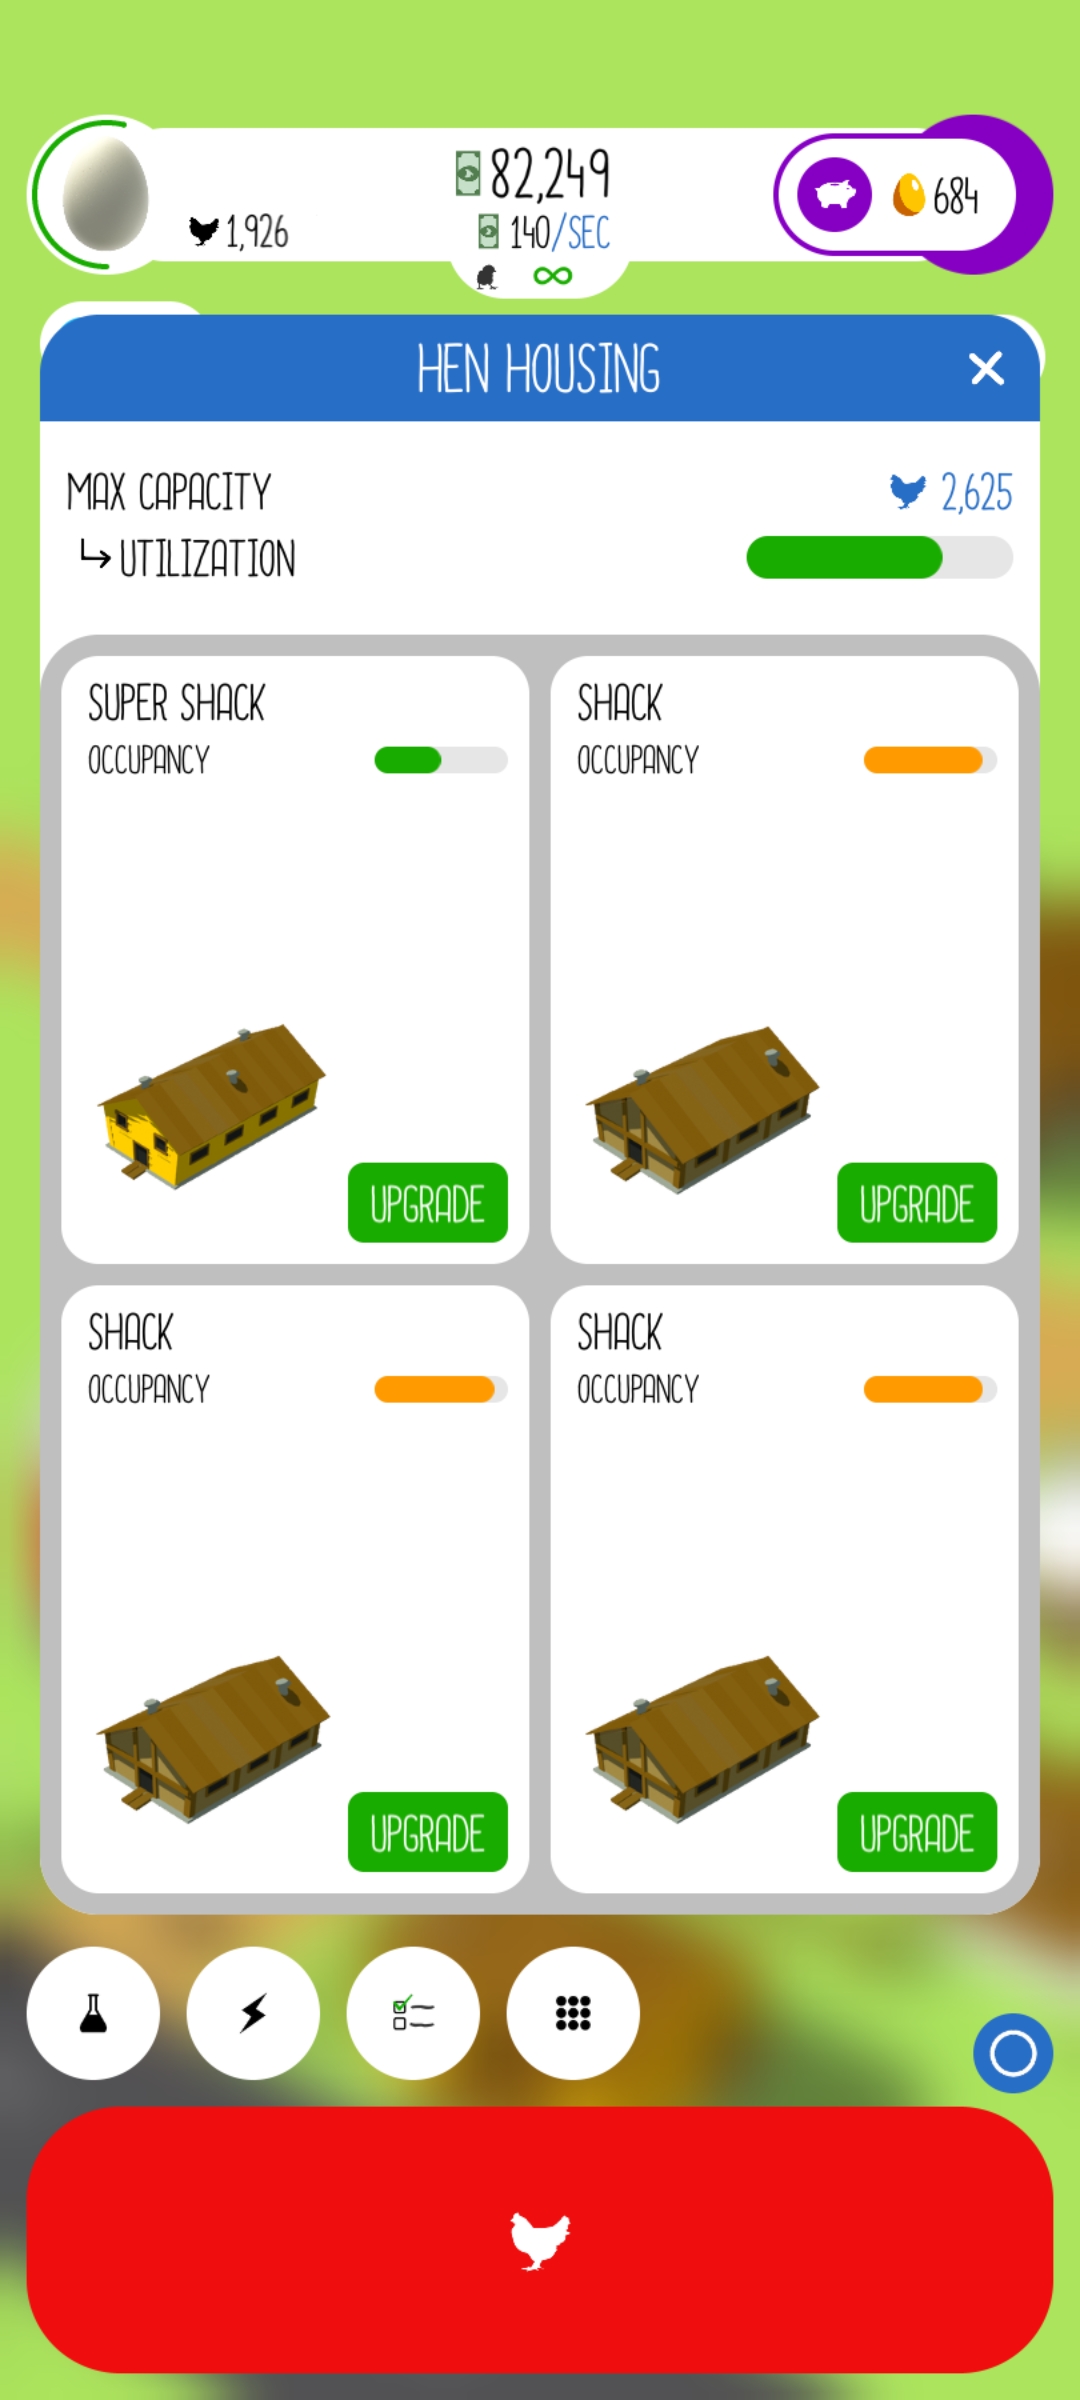 82,249
684
1,926
140/SEC
HEN HOUSING
MAX CAPACITY
2,625
UTILIZATION
SUPER SHACK
OCCUPANCY
UPGRADE
SHACK
OCCUPANCY
UPGRADE
SHACK
OCCUPANCY
UPGRADE
SHACK
OCCUPANCY
UPGRADE